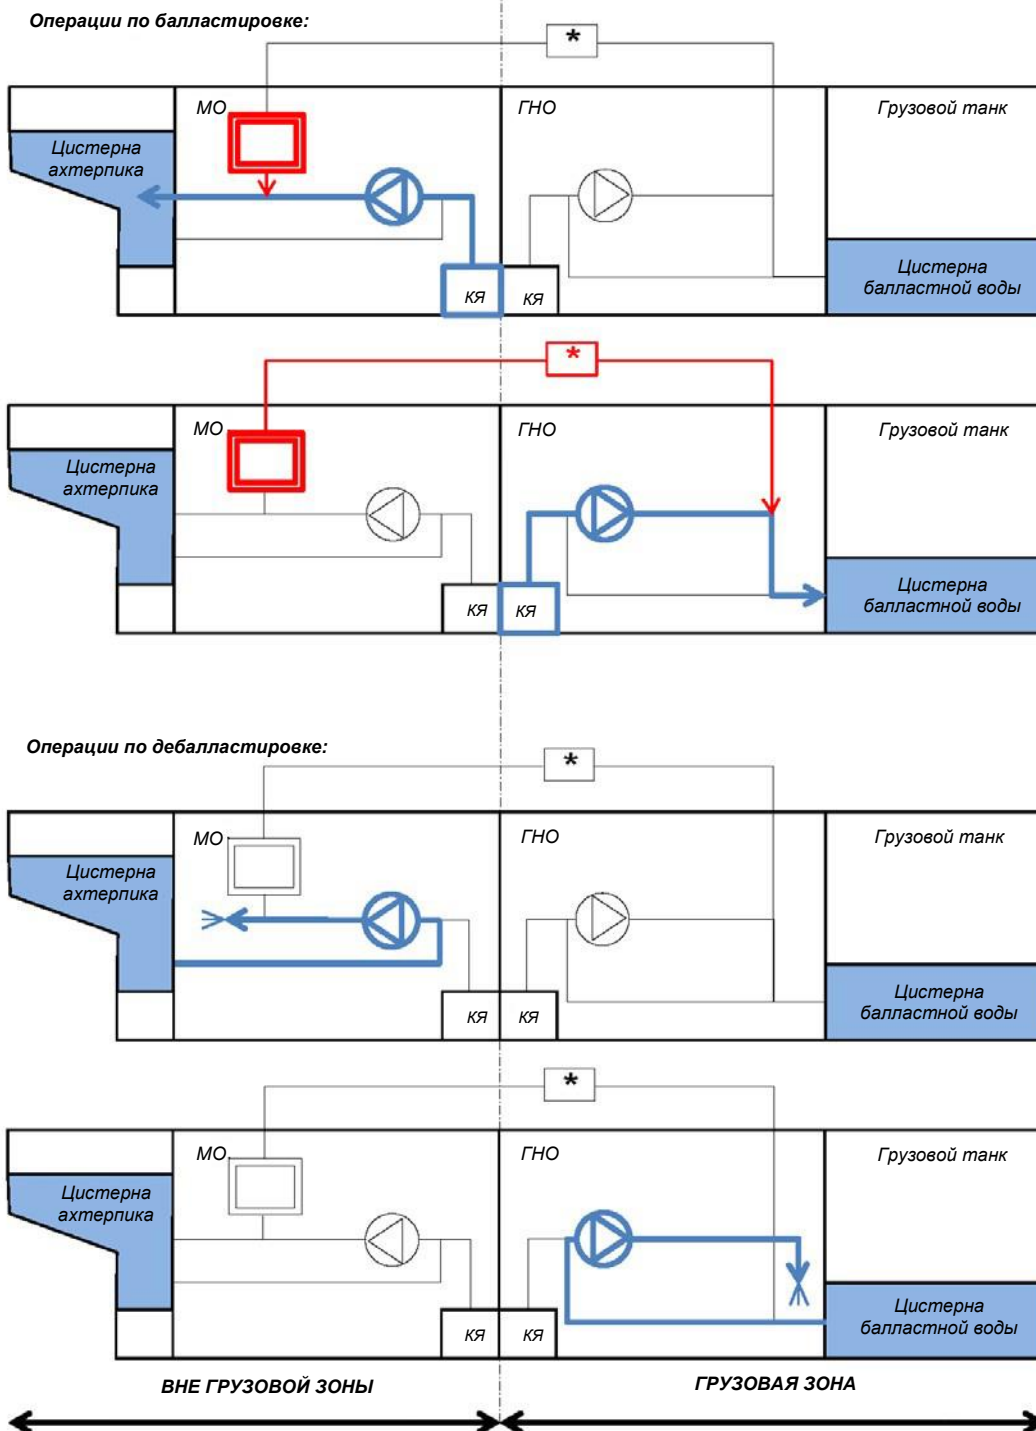 Операции по балластировке:
*
МО
ГНО
Грузовой танк
Цистерна
ахтерпика
Цистерна
балластной воды
КЯ
КЯ
*
МО
ГНО
Грузовой танк
Цистерна
ахтерпика
Цистерна
балластной воды
КЯ
КЯ
Операции по дебалластировке:
*
МО
ГНО
Грузовой танк
Цистерна
ахтерпика
Цистерна
балластной воды
КЯ
КЯ
*
МО
ГНО
Грузовой танк
Цистерна
ахтерпика
Цистерна
балластной воды
КЯ
КЯ
ВНЕ ГРУЗОВОЙ ЗОНЫ
ГРУЗОВАЯ ЗОНА